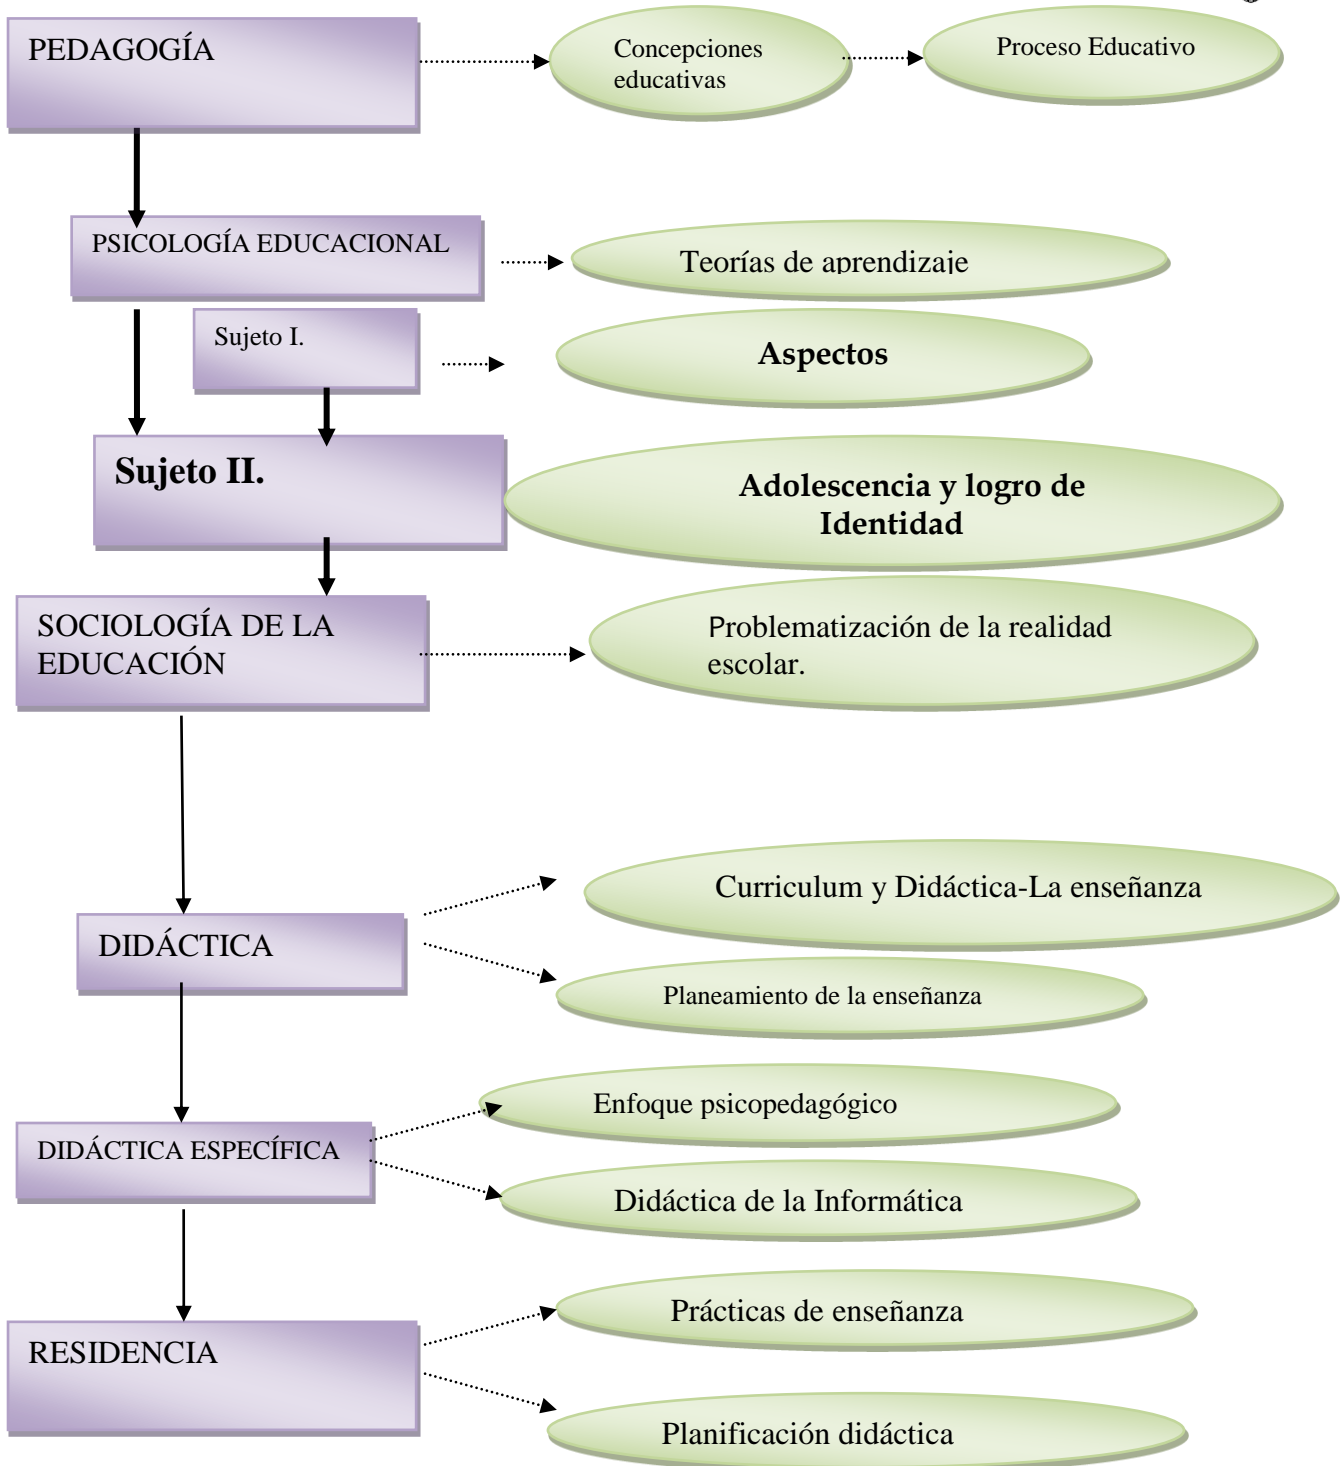 PEDAGOGÍA
Concepciones
educativas
Proceso Educativo
PSICOLOGÍA EDUCACIONAL
Teorías de aprendizaje
Sujeto I.
Aspectos
Sujeto II.
Adolescencia y logro de
Identidad
SOCIOLOGÍA DE LA
EDUCACIÓN
Problematización de la realidad
escolar.
Curriculum y Didáctica-La enseñanza
DIDÁCTICA
Planeamiento de la enseñanza
Enfoque psicopedagógico
DIDÁCTICA ESPECÍFICA
Didáctica de la Informática
Prácticas de enseñanza
RESIDENCIA
Planificación didáctica